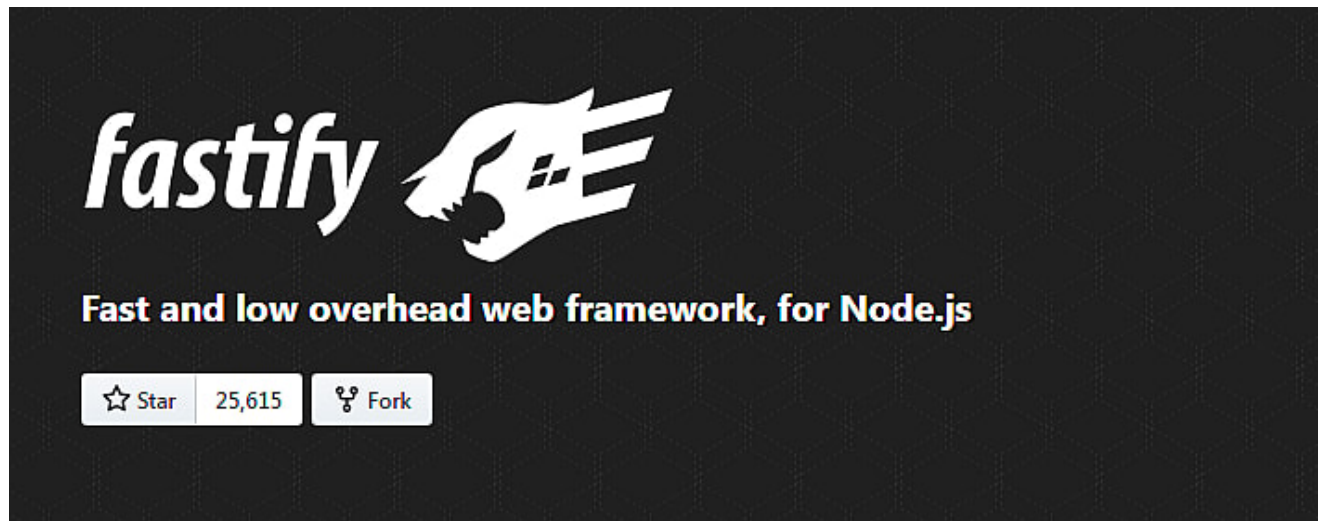 fastify
Fast and low overhead web framework, for Node.js
Star 25,615 Fork